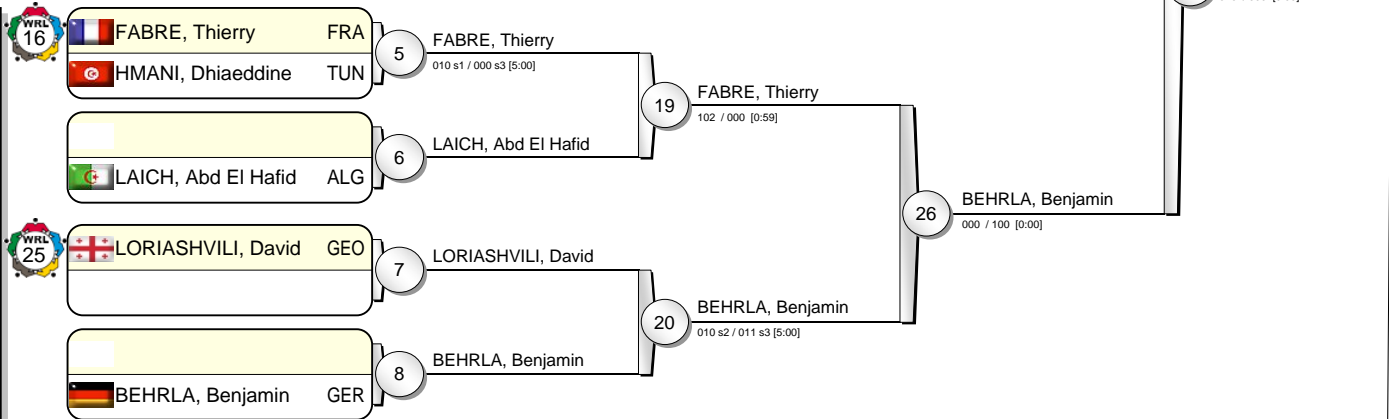 WRL
16
FABRE, Thierry FRA
HMANI, Dhiaeddine TUN
5
FABRE, Thierry
010 s1 / 000 s3 [5:00]
6
LAICH, Abd El Hafid ALG
LAICH, Abd El Hafid
19
FABRE, Thierry
102 / 000 [0:59]
WRL
25
LORIASHVILI, David GEO
7
LORIASHVILI, David
8
BEHRLA, Benjamin GER
BEHRLA, Benjamin
20
BEHRLA, Benjamin
010 s2 / 011 s3 [5:00]
26
BEHRLA, Benjamin
000 / 100 [0:00]